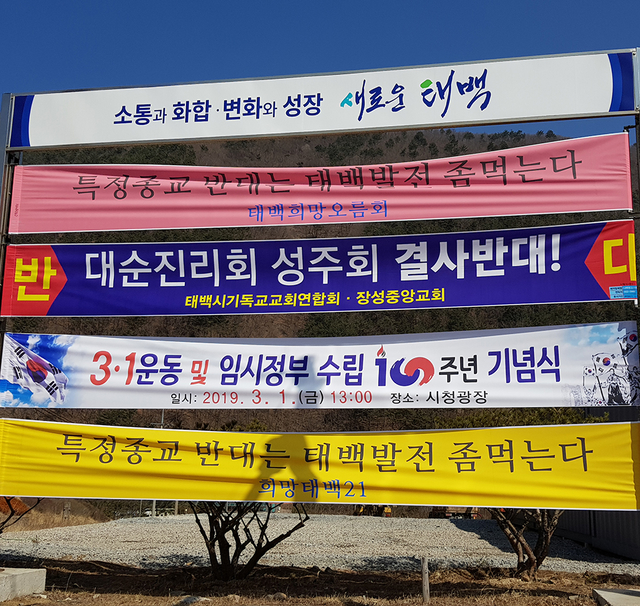 소통과 화합·변화와 성장 새로운 태백
특정종교 반대는 태백발전 좀먹는다
태백희망오름회
반 대순진리회 성주회 결사반대! 대
태백시기독교교회연합회·장성중앙교회
3·1운동 및 임시정부 수립 100주년 기념식
일시: 2019. 3. 1.(금) 13:00 장소: 시청광장
특정종교 반대는 태백발전 좀먹는다
희망태백21